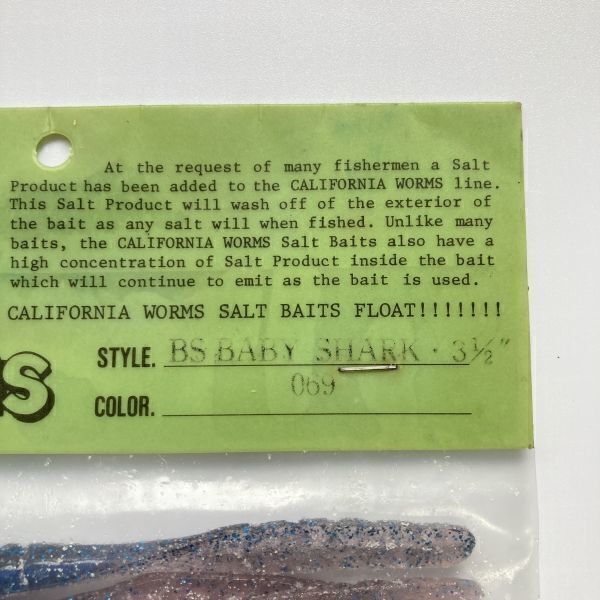 At the request of many fishermen a Salt
Product has been added to the CALIFORNIA WORMS line.
This Salt Product will wash off of the exterior of
the bait as any salt will when fished. Unlike many
baits, the CALIFORNIA WORMS Salt Baits also have a
high concentration of Salt Product inside the bait
which will continue to emit as the bait is used.
CALIFORNIA WORMS SALT BAITS FLOAT!!!!!!!
STYLE. BS BABY SHARK · 3½"
S
COLOR. 069